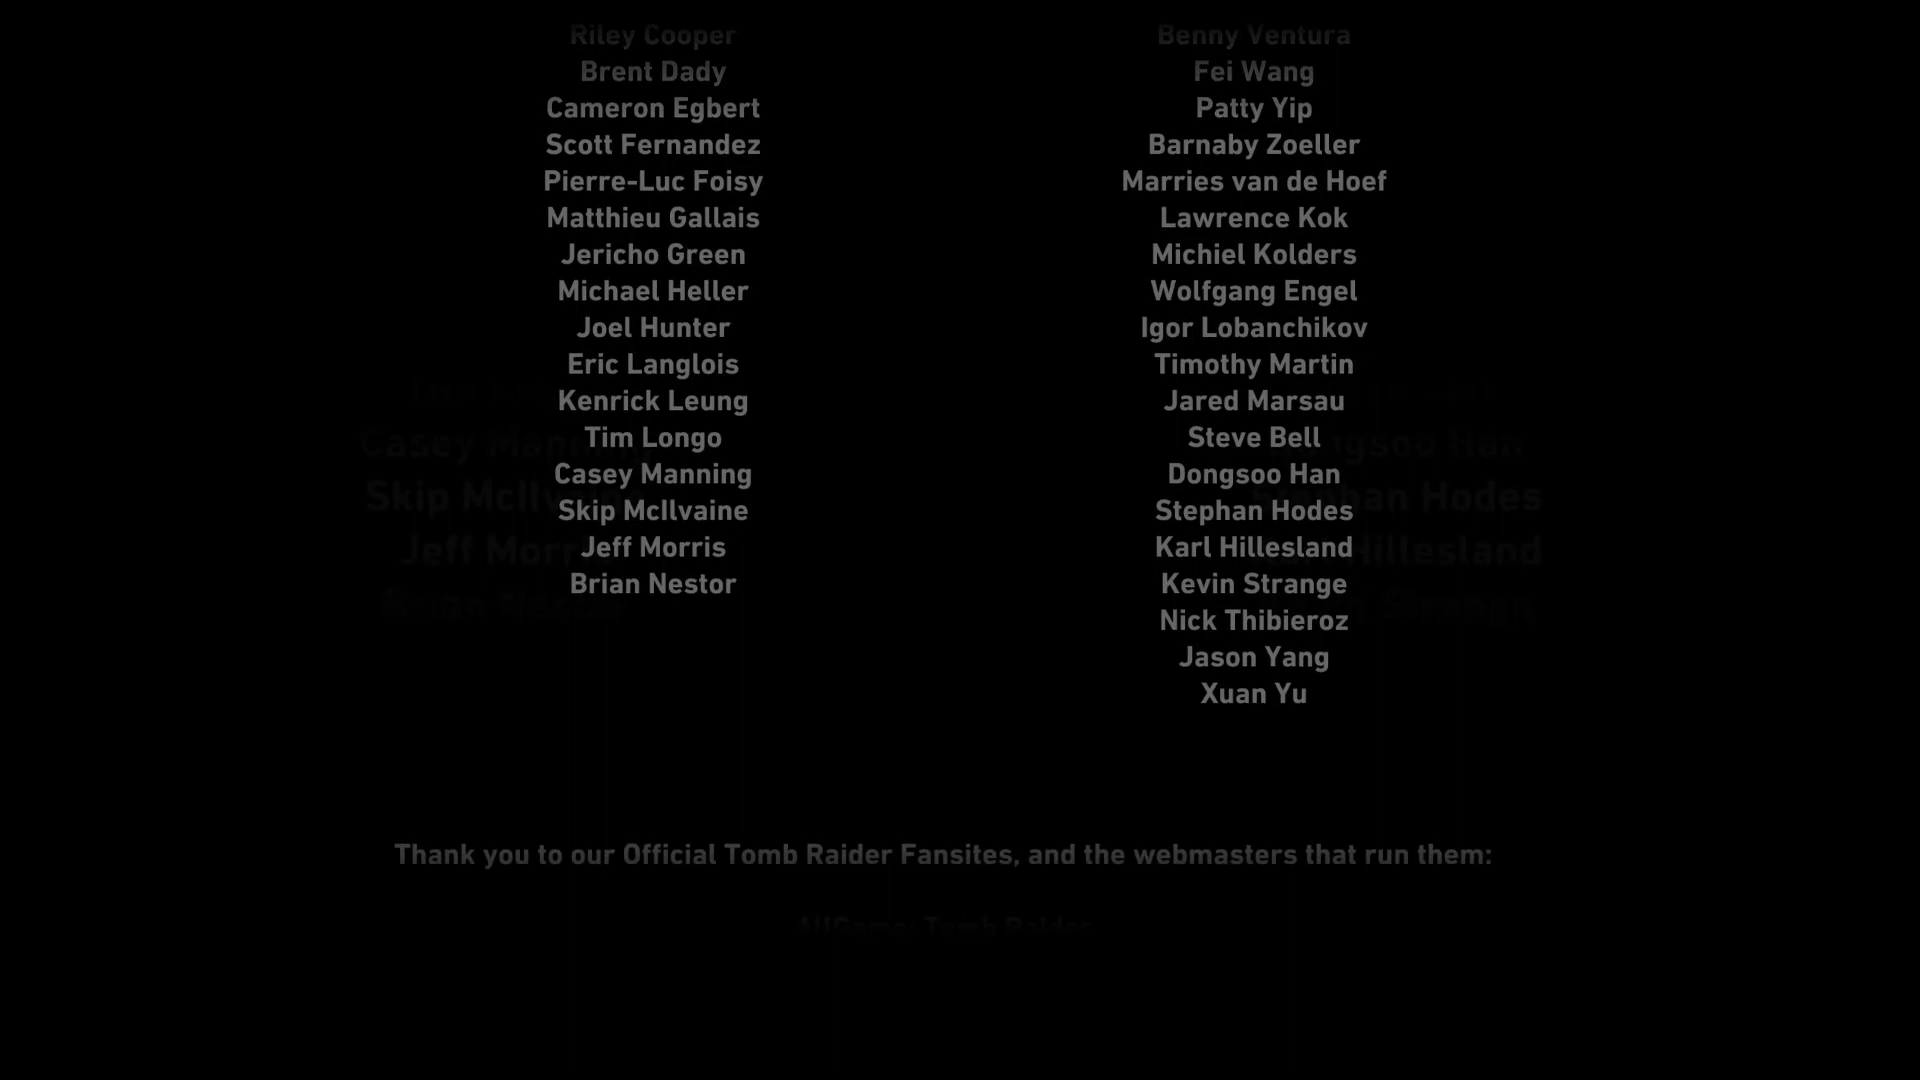 Riley Cooper
Brent Dady
Cameron Egbert
Scott Fernandez
Pierre-Luc Foisy
Matthieu Gallais
Jericho Green
Michael Heller
Joel Hunter
Eric Langlois
Kenrick Leung
Tim Longo
Casey Manning
Skip McIlvaine
Jeff Morris
Brian Nestor
Benny Ventura
Fei Wang
Patty Yip
Barnaby Zoeller
Marries van de Hoef
Lawrence Kok
Michiel Kolders
Wolfgang Engel
Igor Lobanchikov
Timothy Martin
Jared Marsau
Steve Bell
Dongsoo Han
Stephan Hodes
Karl Hillesland
Kevin Strange
Nick Thibieroz
Jason Yang
Xuan Yu
Thank you to our Official Tomb Raider Fansites, and the webmasters that run them:
Tomb Raider